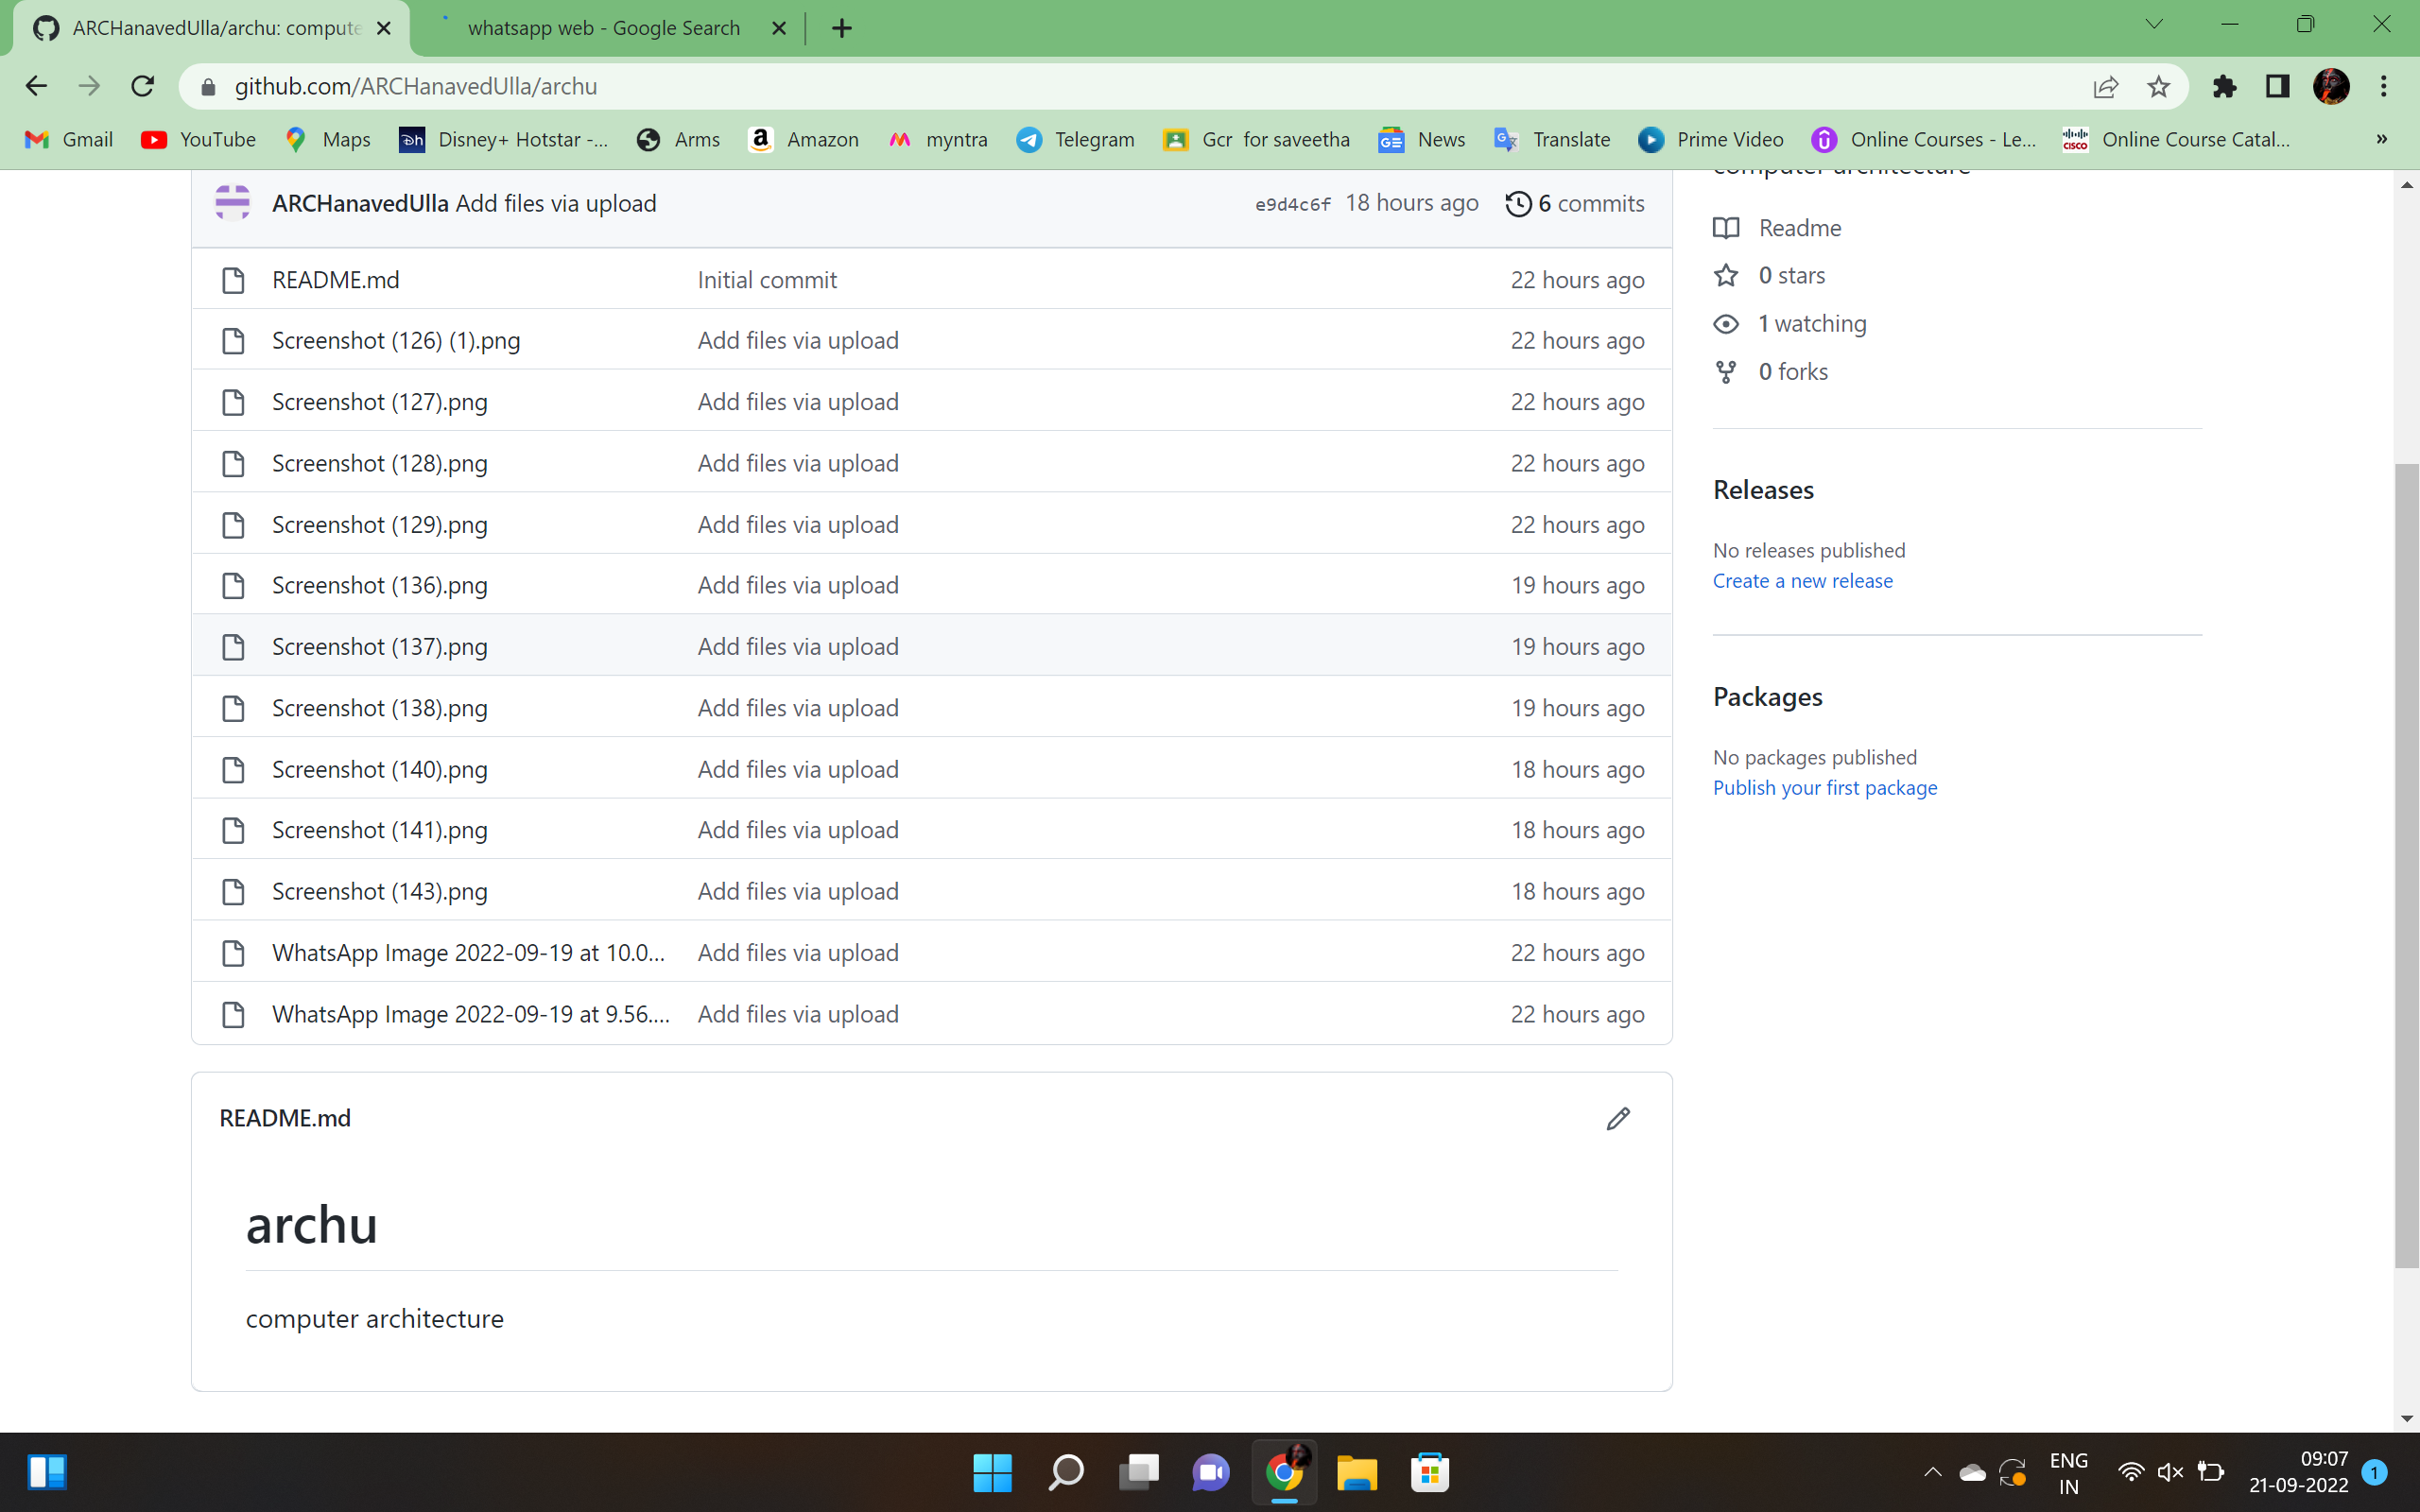 ARCHanavedUlla/archu: compute
whatsapp web - Google Search
github.com/ARCHanavedUlla/archu
Gmail YouTube Maps Disney+ Hotstar -... Arms Amazon myntra Telegram Gcr for saveetha News Translate Prime Video Online Courses - Le... Online Course Catal... »
computer architecture
ARCHanavedUlla Add files via upload e9d4c6f 18 hours ago 6 commits
README.md Initial commit 22 hours ago
Screenshot (126) (1).png Add files via upload 22 hours ago
Screenshot (127).png Add files via upload 22 hours ago
Screenshot (128).png Add files via upload 22 hours ago
Screenshot (129).png Add files via upload 22 hours ago
Screenshot (136).png Add files via upload 19 hours ago
Screenshot (137).png Add files via upload 19 hours ago
Screenshot (138).png Add files via upload 19 hours ago
Screenshot (140).png Add files via upload 18 hours ago
Screenshot (141).png Add files via upload 18 hours ago
Screenshot (143).png Add files via upload 18 hours ago
WhatsApp Image 2022-09-19 at 10.0... Add files via upload 22 hours ago
WhatsApp Image 2022-09-19 at 9.56.... Add files via upload 22 hours ago
Readme
0 stars
1 watching
0 forks
Releases
No releases published
Create a new release
Packages
No packages published
Publish your first package
README.md
archu
computer architecture
ENG
IN
09:07
21-09-2022
1